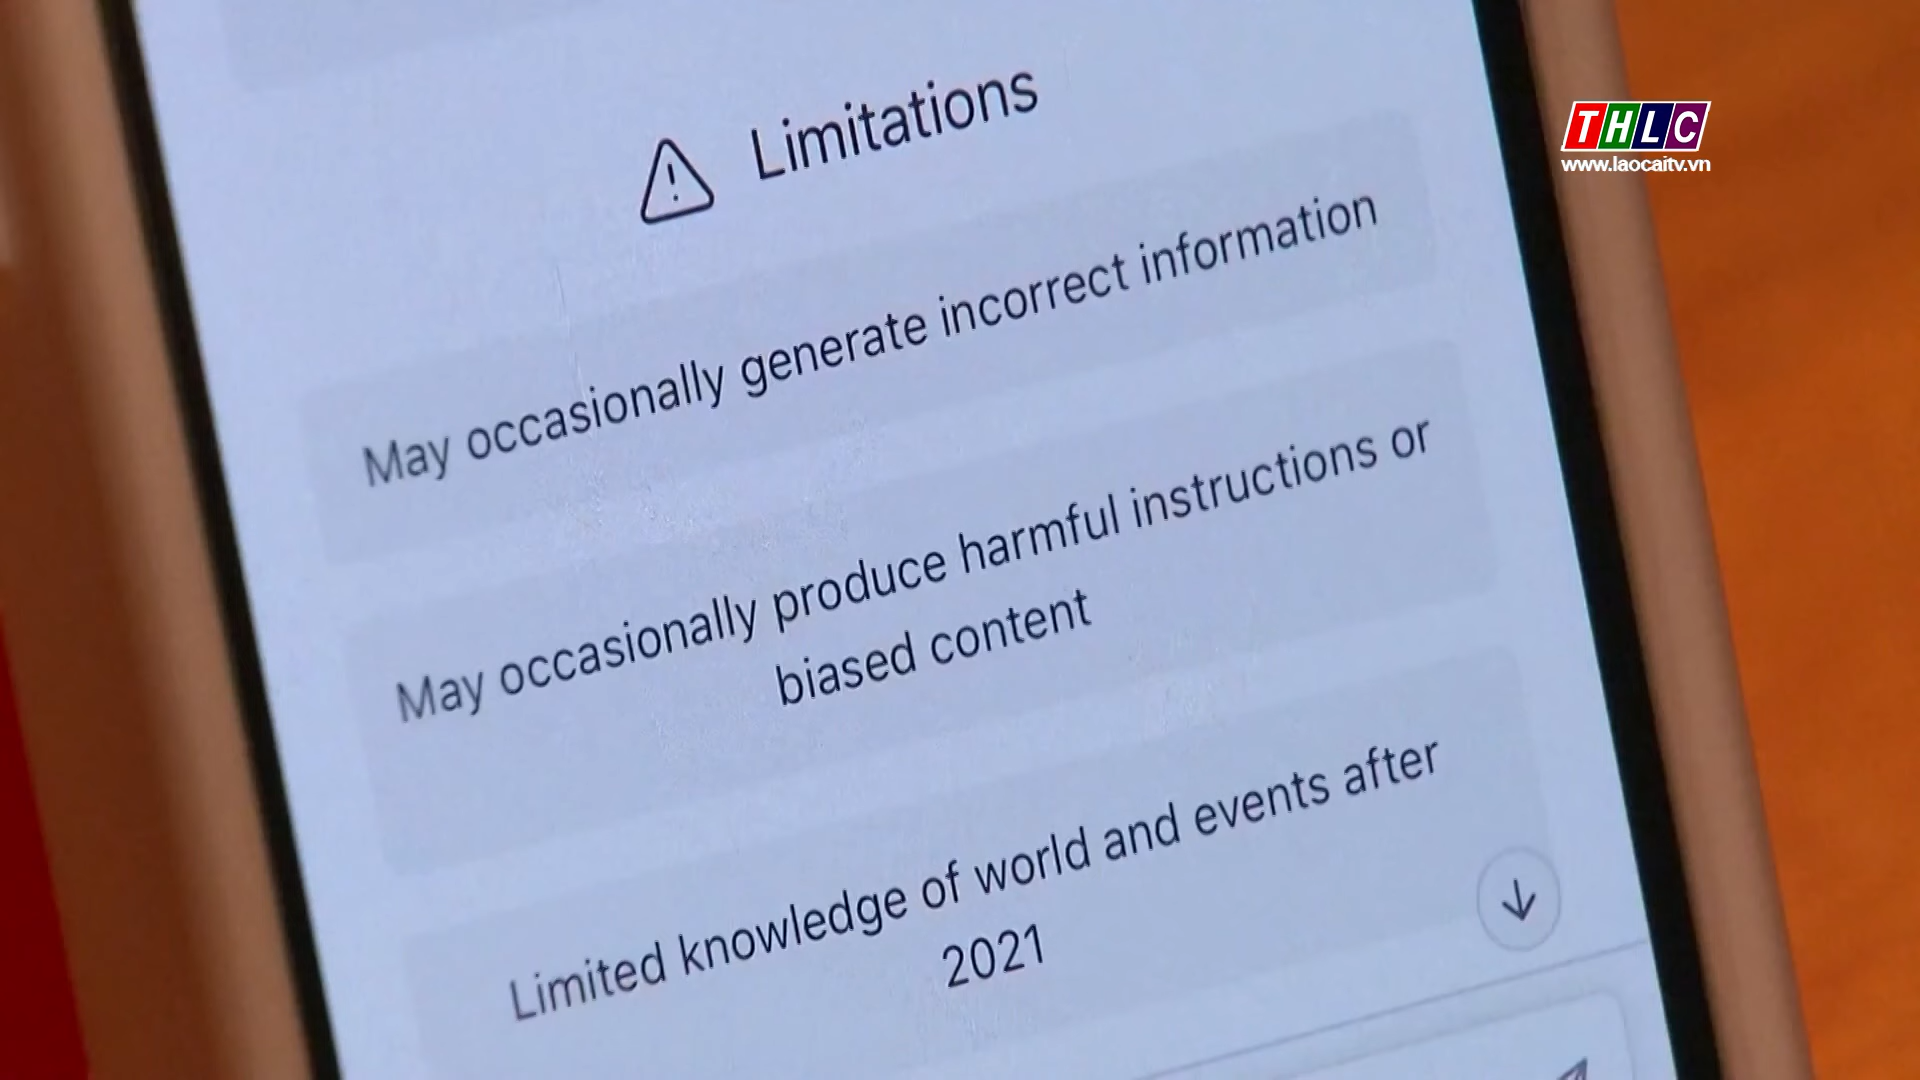 Limitations
THLC
www.laocaitv.vn
May occasionally generate incorrect information
May occasionally produce harmful instructions or
biased content
Limited knowledge of world and events after
2021